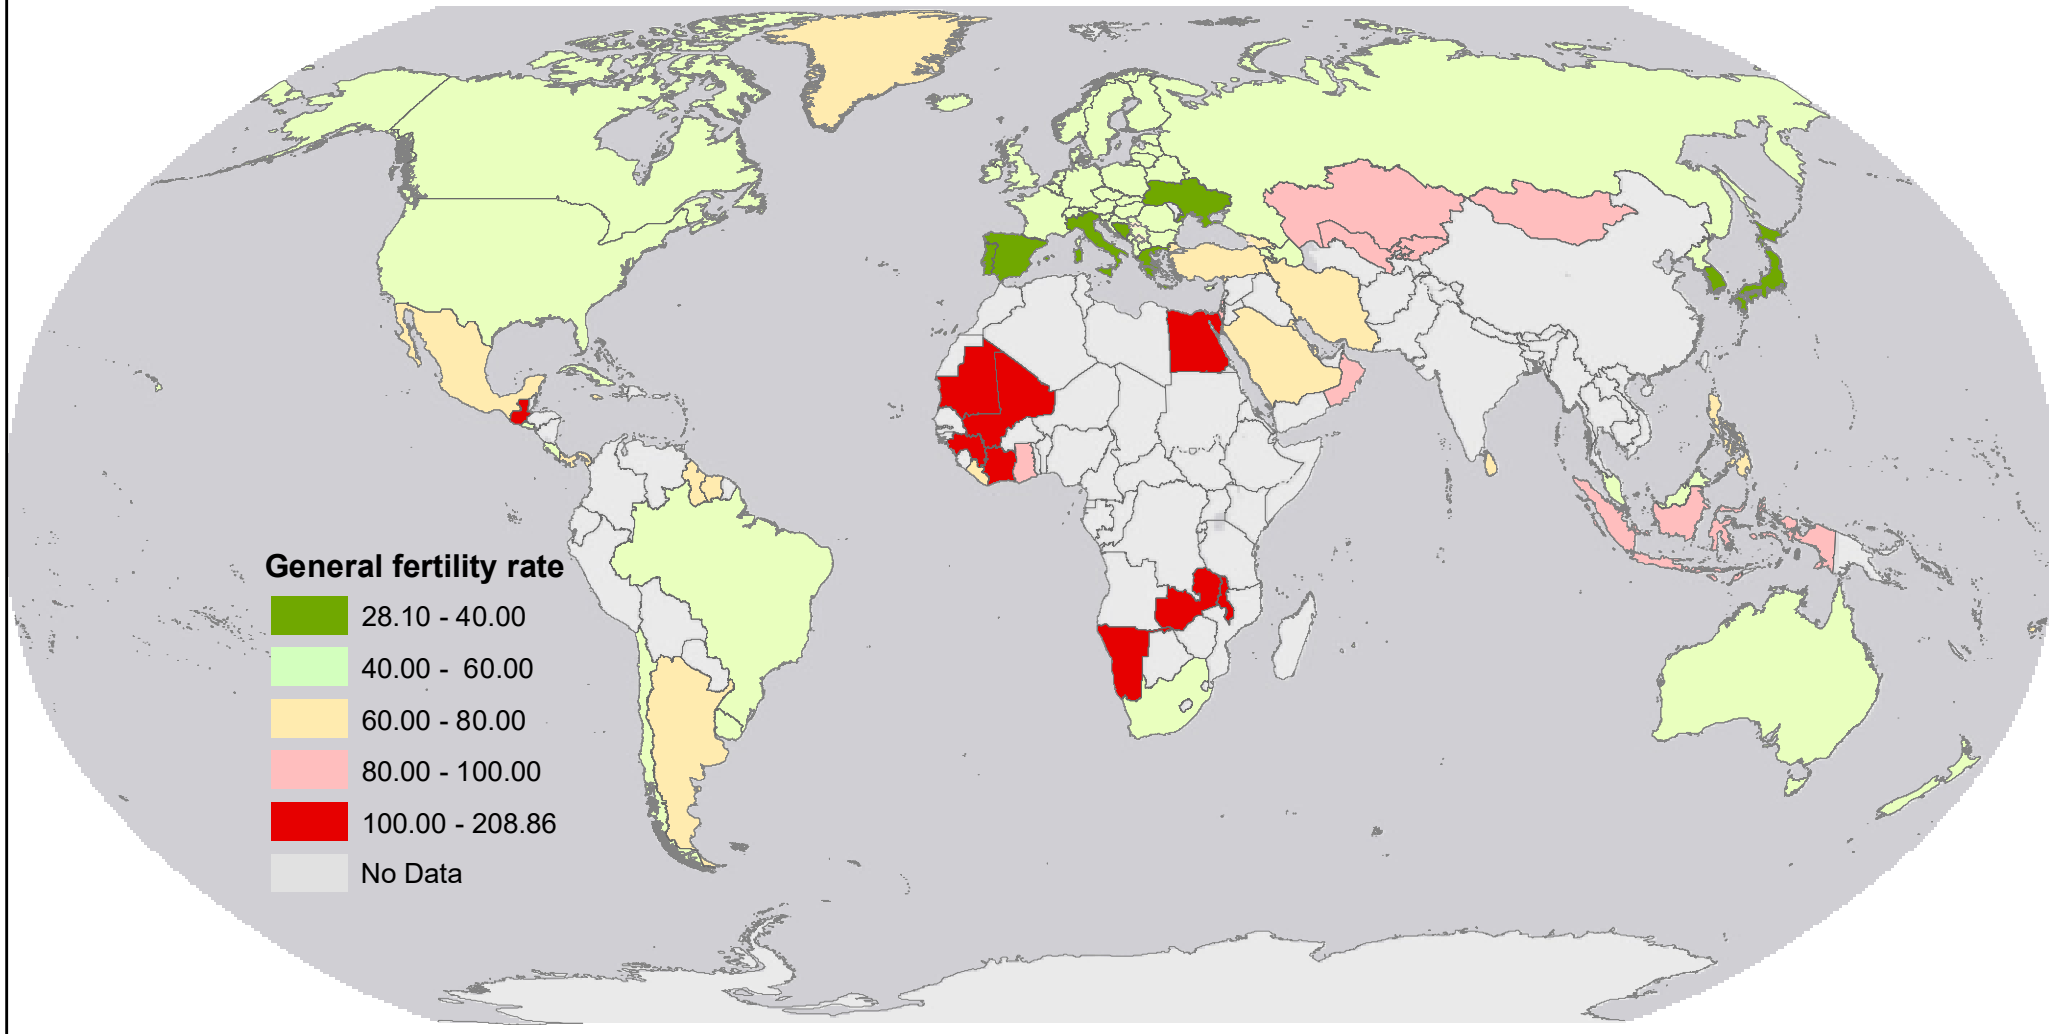 General fertility rate
28.10 - 40.00
40.00 -  60.00
60.00 - 80.00
80.00 - 100.00
100.00 - 208.86
No Data